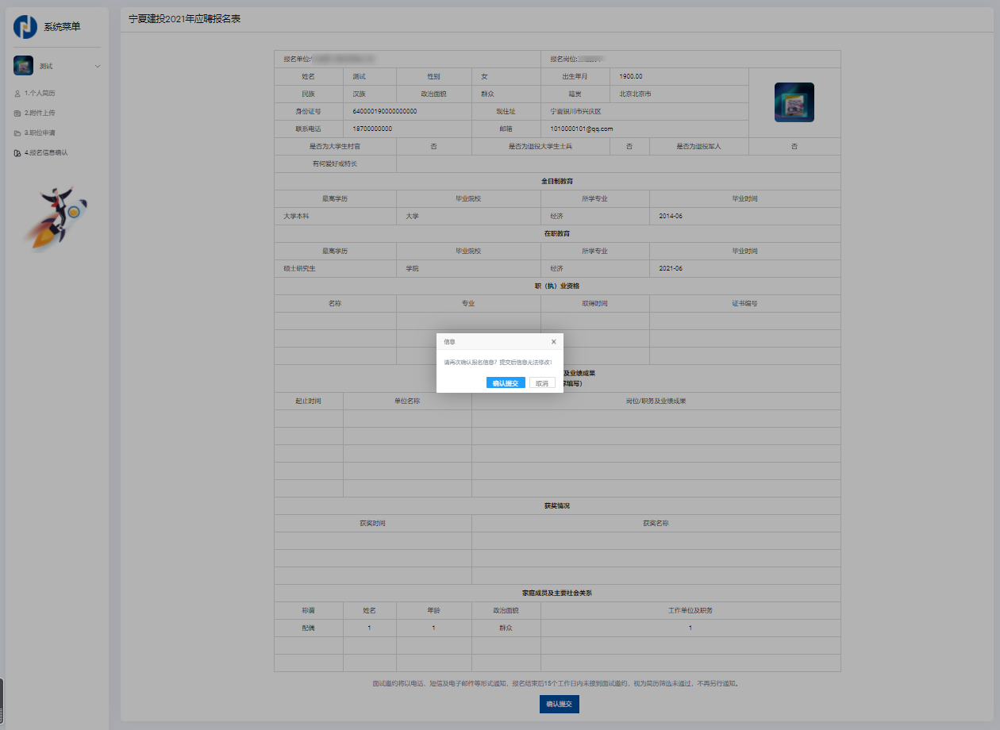 系统菜单
测试
1.个人简历
2.附件上传
3.职位申请
4.报名信息确认
宁夏建投2021年应聘报名表
报名单位: 报名岗位:
姓名 测试 性别 女 出生年月 1900.00
民族 汉族 政治面貌 群众 籍贯 北京北京市
身份证号 640000190000000000 现住址 宁夏银川市兴庆区
联系电话 18700000000 邮箱 1010000101@qq.com
是否为大学生村官 否 是否为退役大学生士兵 否 是否为退役军人 否
有何爱好或特长
全日制教育
最高学历 毕业院校 所学专业 毕业时间
大学本科 大学 经济 2014-06
在职教育
最高学历 毕业院校 所学专业 毕业时间
硕士研究生 学院 经济 2021-06
职（执）业资格
名称 专业 取得时间 证书编号
信息
请再次确认报名信息？提交后信息无法修改!
确认提交 取消
及业绩成果
填写）
起止时间 单位名称 岗位/职务及业绩成果
获奖情况
获奖时间 获奖名称
家庭成员及主要社会关系
称谓 姓名 年龄 政治面貌 工作单位及职务
配偶 1 1 群众 1
面试邀约将以电话、短信及电子邮件等形式通知，报名结束后15个工作日内未接到面试邀约，视为简历筛选未通过，不再另行通知。
确认提交